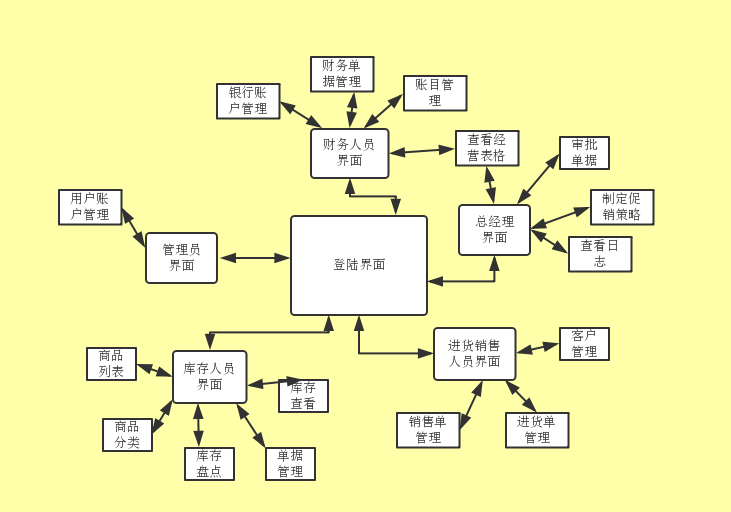 财务单
据管理
账目管
理
银行账
户管理
财务人员
界面
查看经
营表格
审批
单据
用户账
户管理
制定促
销策略
总经理
界面
管理员
界面
登陆界面
查看日
志
客户
管理
进货销售
人员界面
商品
列表
库存人员
界面
库存
查看
销售单
管理
进货单
管理
商品
分类
库存
盘点
单据
管理